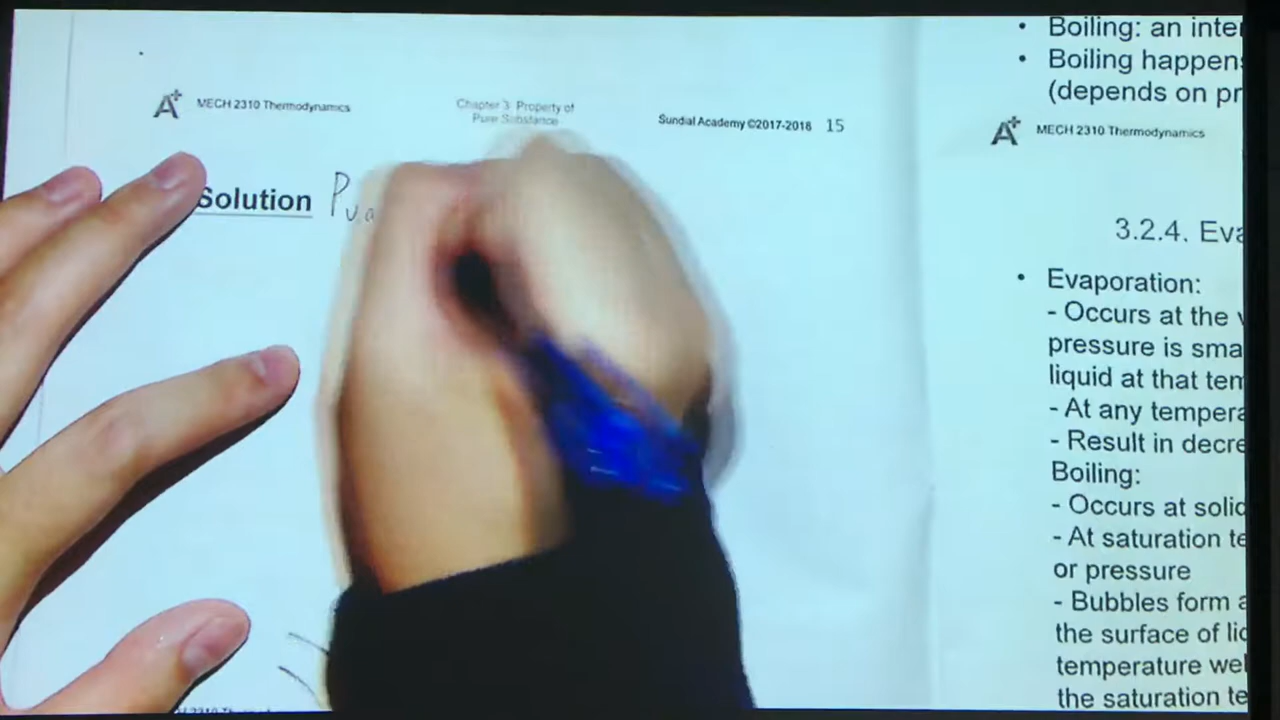 MECH 2310 Thermodynamics
Chapter 3: Property of
Pure Substance
Sundial Academy ©2017-2018 15
Solution
• Boiling: an inte
• Boiling happens
(depends on pr
A+ MECH 2310 Thermodynamics
3.2.4. Eva
• Evaporation:
- Occurs at the
pressure is sma
liquid at that tem
- At any tempera
- Result in decre
Boiling:
- Occurs at solid
- At saturation te
or pressure
- Bubbles form a
the surface of liq
temperature wel
the saturation te